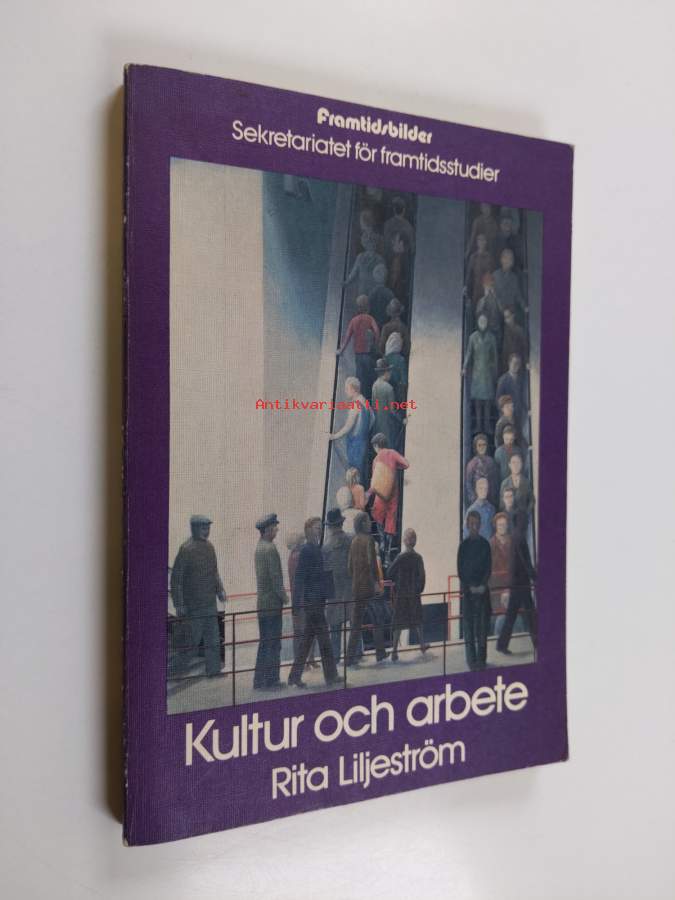 Framtidsbilder
Sekretariatet för framtidsstudier
Antikvariaatti.net
Kultur och arbete
Rita Liljeström